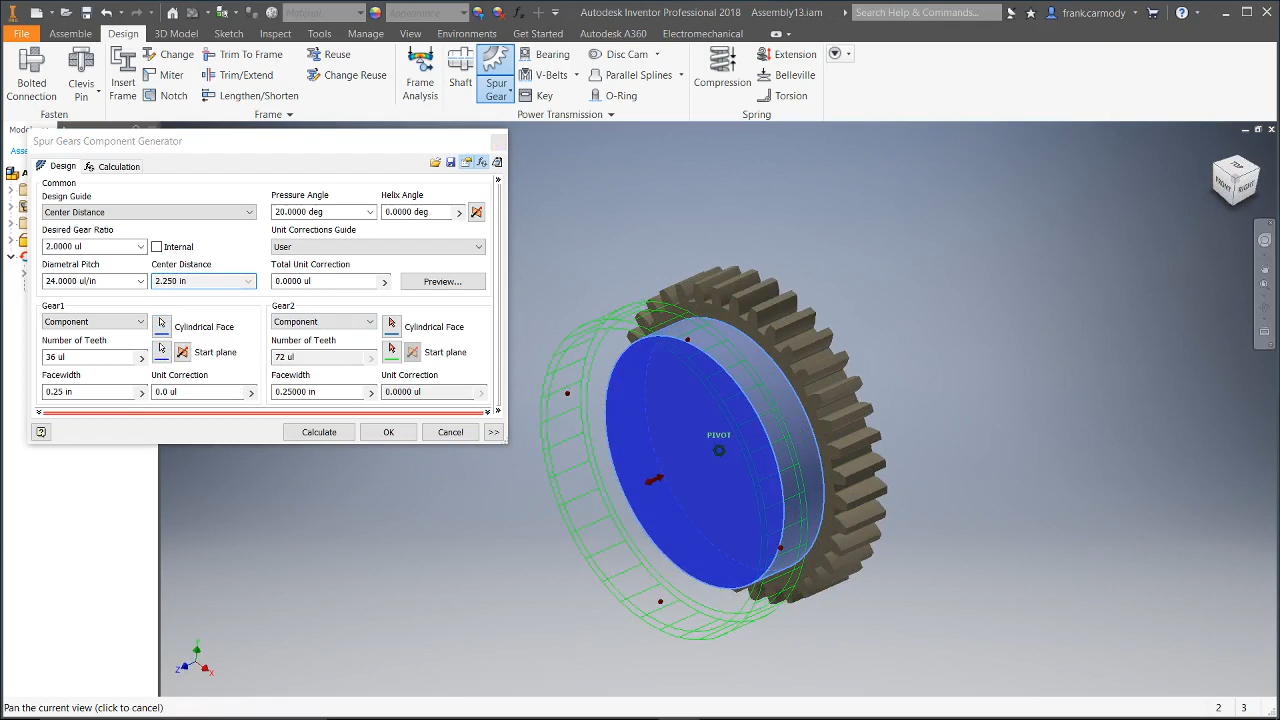 Material
Appearance
Autodesk Inventor Professional 2018 Assembly13.iam
Search Help & Commands...
frank.carmody
File Assembly Design 3D Model Sketch Inspect Tools Manage View Environments Get Started Autodesk A360 Electromechanical
Bolted Connection
Clevis Pin
Fasten
Insert Frame
Change
Miter
Notch
Trim To Frame
Trim/Extend
Lengthen/Shorten
Reuse
Change Reuse
Frame
Frame Analysis
Shaft
Spur Gear
Bearing
V-Belts
Key
Disc Cam
Parallel Splines
O-Ring
Power Transmission
Compression
Extension
Belleville
Torsion
Spring
Spur Gears Component Generator
Design Calculation
Common
Design Guide
Center Distance
Pressure Angle Helix Angle
20.0000 deg 0.0000 deg
Desired Gear Ratio
2.0000 ul Internal
Unit Corrections Guide
User
Diametral Pitch Center Distance
24.0000 ul/in 2.250 in
Total Unit Correction
0.0000 ul Preview...
Gear1
Component Cylindrical Face
Number of Teeth
36 ul Start plane
Facewidth Unit Correction
0.25 in 0.0 ul
Gear2
Component Cylindrical Face
Number of Teeth
72 ul Start plane
Facewidth Unit Correction
0.25000 in 0.0000 ul
Calculate OK Cancel >>
PIVOT
TOP
FRONT
RIGHT
Y
Z
X
Pan the current view (click to cancel)
2 3